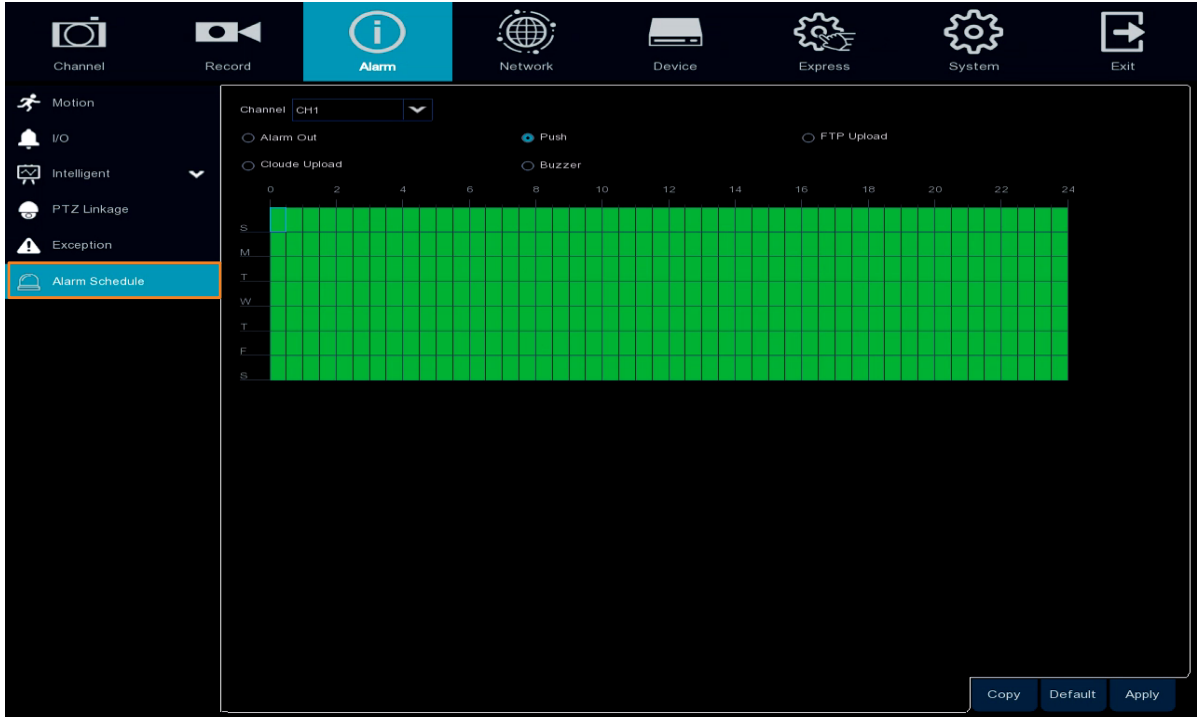 Channel Record Alarm Network Device Express System Exit
Motion
I/O
Intelligent
PTZ Linkage
Exception
Alarm Schedule
Channel CH1
Alarm Out Push FTP Upload
Cloude Upload Buzzer
0 2 4 6 8 10 12 14 16 18 20 22 24
S
M
T
W
T
F
S
Copy Default Apply